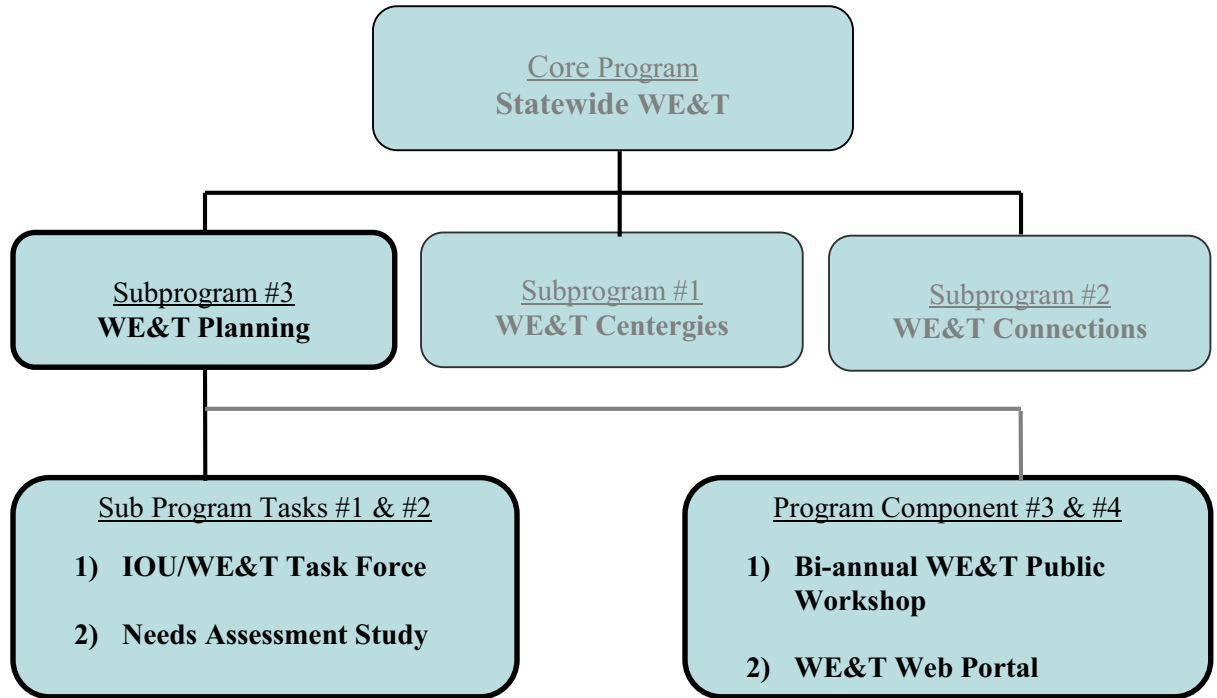 Core Program
Statewide WE&T
Subprogram #3
WE&T Planning
Subprogram #1
WE&T Centergies
Subprogram #2
WE&T Connections
Sub Program Tasks #1 & #2
1) IOU/WE&T Task Force
2) Needs Assessment Study
Program Component #3 & #4
1) Bi-annual WE&T Public
Workshop
2) WE&T Web Portal